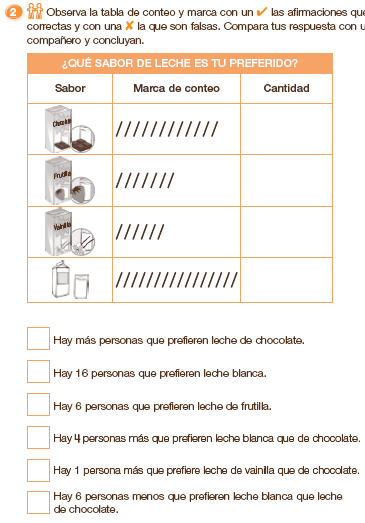 2 Observa la tabla de conteo y marca con un ✔ las afirmaciones que
correctas y con una ✘ la que son falsas. Compara tus respuesta con u
compañero y concluyan.
¿QUÉ SABOR DE LECHE ES TU PREFERIDO?
Sabor Marca de conteo Cantidad
Chocolate ////////////
Frutilla ///////
Vainilla //////
////////////////
Hay más personas que prefieren leche de chocolate.
Hay 16 personas que prefieren leche blanca.
Hay 6 personas que prefieren leche de frutilla.
Hay 4 personas más que prefieren leche blanca que de chocolate.
Hay 1 persona más que prefiere leche de vainilla que de chocolate.
Hay 6 personas menos que prefieren leche blanca que leche
de chocolate.